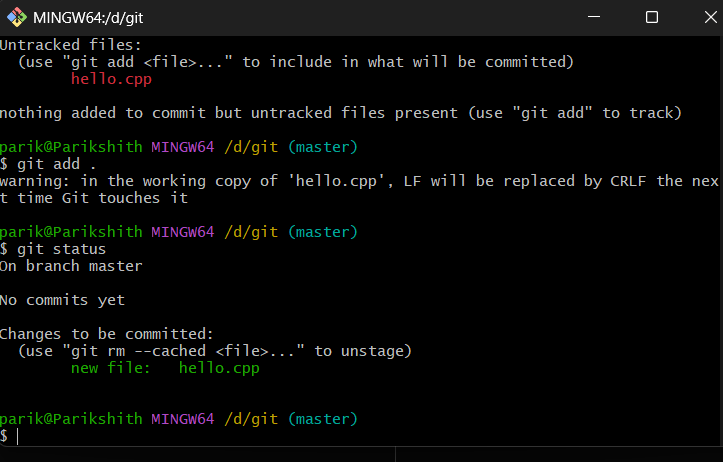 MINGW64:/d/git
Untracked files:
  (use "git add <file>..." to include in what will be committed)
        hello.cpp

nothing added to commit but untracked files present (use "git add" to track)

parik@Parikshith MINGW64 /d/git (master)
$ git add .
warning: in the working copy of 'hello.cpp', LF will be replaced by CRLF the nex
t time Git touches it

parik@Parikshith MINGW64 /d/git (master)
$ git status
On branch master

No commits yet

Changes to be committed:
  (use "git rm --cached <file>..." to unstage)
        new file:   hello.cpp


parik@Parikshith MINGW64 /d/git (master)
$